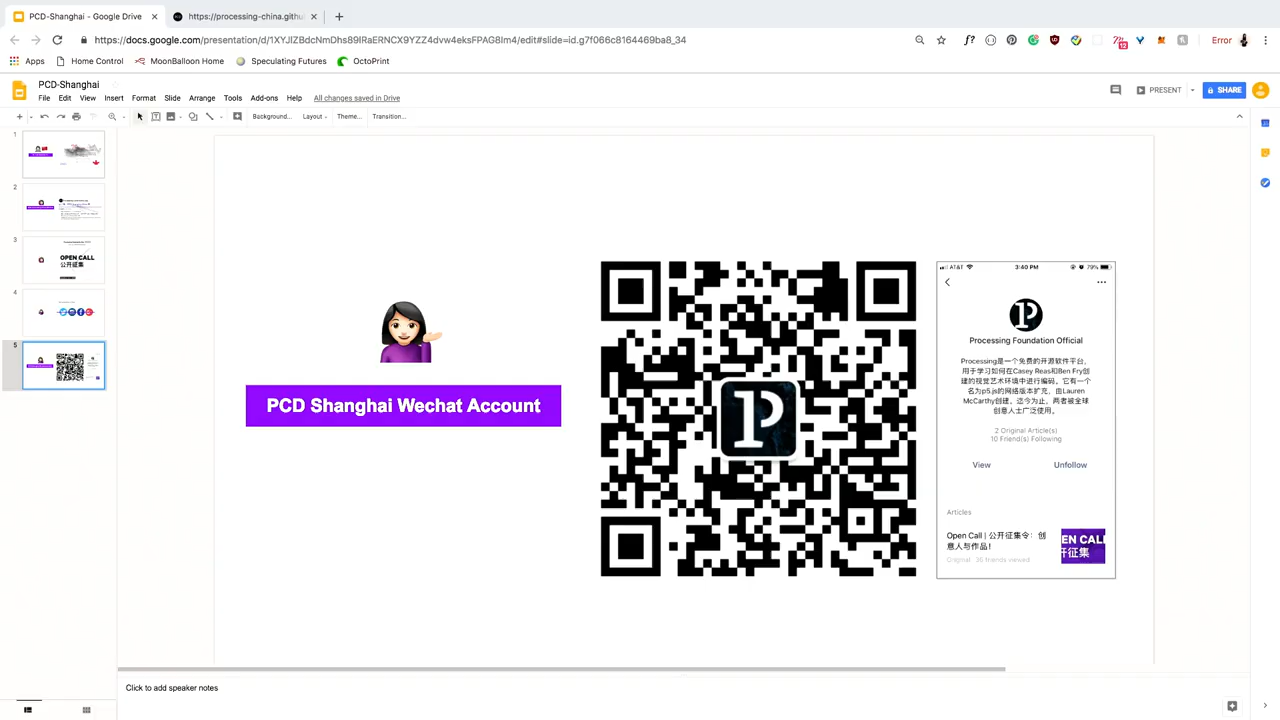 PCD-Shanghai - Google Drive
https://processing-china.githu
https://docs.google.com/presentation/d/1XYJlZBdcNmDhs89IRaERNCX9YZZ4dvw4eksFPAG8Im4/edit#slide=id.g7f066c8164469ba8_34
Error
Apps
Home Control
MoonBalloon Home
Speculating Futures
OctoPrint
PCD-Shanghai
File Edit View Insert Format Slide Arrange Tools Add-ons Help All changes saved in Drive
PRESENT
SHARE
Background... Layout Theme... Transition...
1
2
3
OPEN CALL
公开征集
4
5
PCD Shanghai Wechat Account
P
AT&T 3:40 PM 79%
P
Processing Foundation Official
Processing是一个免费的开源软件平台,
用于学习如何在Casey Reas和Ben Fry创
建的视觉艺术环境中进行编码。它有一个
名为p5.js的网络版本扩充, 由Lauren
McCarthy创建。迄今为止, 两者被全球
创意人士广泛使用。
2 Original Article(s)
10 Friend(s) Following
View Unfollow
Articles
Open Call | 公开征集令：创
意人与作品！
Original 36 friends viewed
EN CALL
开征集
Click to add speaker notes